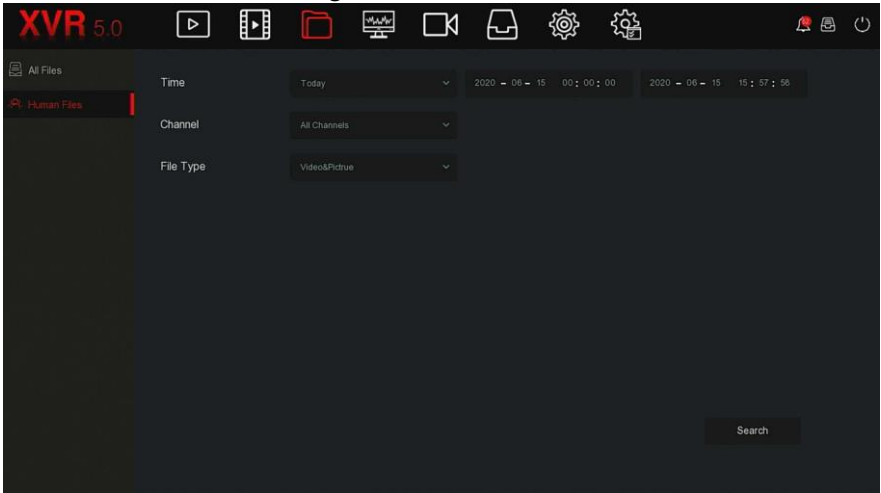 XVR 5.0
All Files
Human Files
Time Today 2020 - 06 - 15 00 : 00 : 00 2020 - 06 - 15 15 : 57 : 58
Channel All Channels
File Type Video&Pictrue
Search